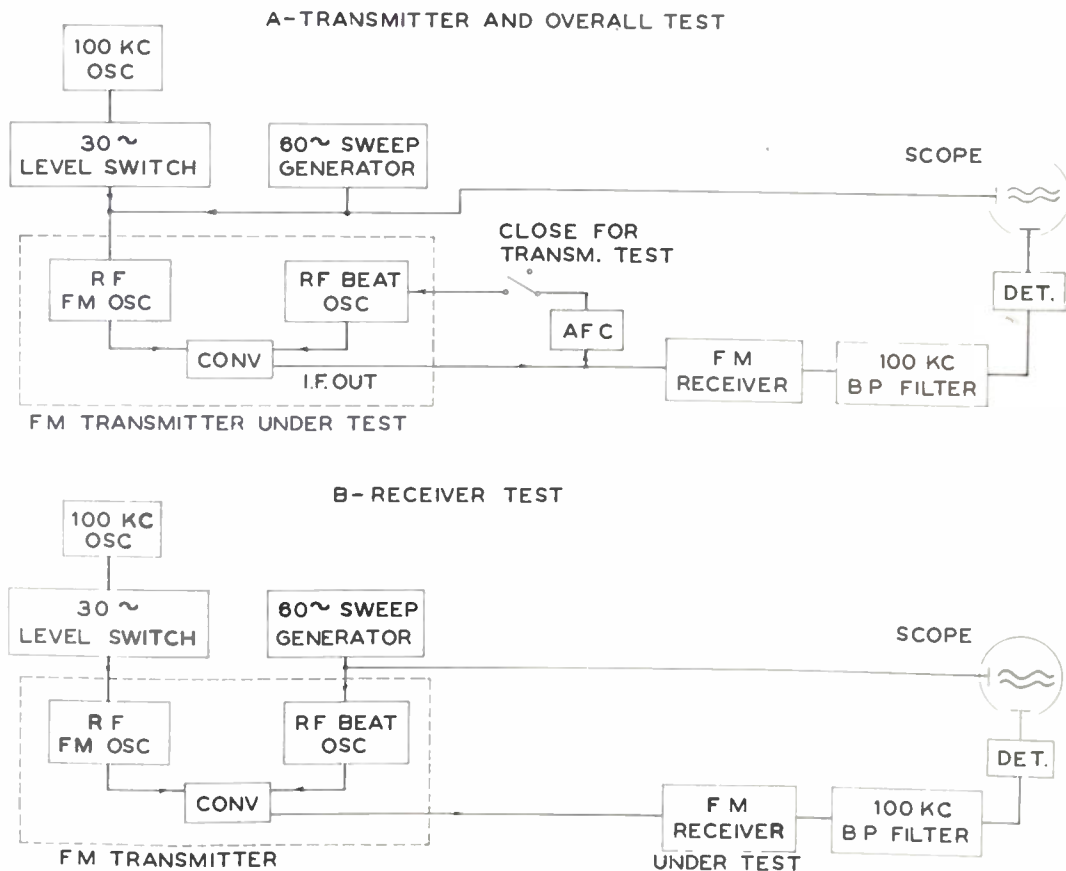 A-TRANSMITTER AND OVERALL TEST
100 KC
OSC
30~
LEVEL SWITCH
60~ SWEEP
GENERATOR
SCOPE
CLOSE FOR
TRANSM. TEST
RF
FM OSC
RF BEAT
OSC
DET.
AFC
CONV
I.F. OUT
FM
RECEIVER
100 KC
BP FILTER
FM TRANSMITTER UNDER TEST
B-RECEIVER TEST
100 KC
OSC
30~
LEVEL SWITCH
60~ SWEEP
GENERATOR
SCOPE
RF
FM OSC
RF BEAT
OSC
DET.
CONV
FM
RECEIVER
UNDER TEST
100 KC
BP FILTER
FM TRANSMITTER